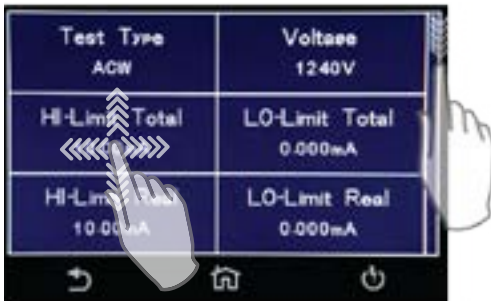 Test Type
ACW
Voltage
1240V
HI-Limit Total
LO-Limit Total
0.000mA
LO-Limit Real
0.000mA